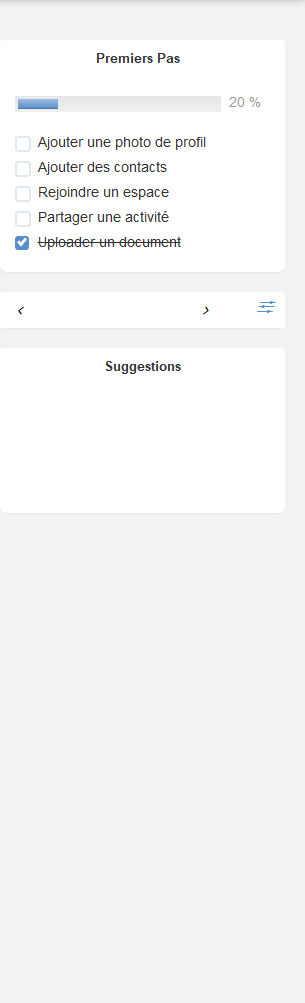 Premiers Pas
20 %
Ajouter une photo de profil
Ajouter des contacts
Rejoindre un espace
Partager une activité
Uploader un document
Suggestions